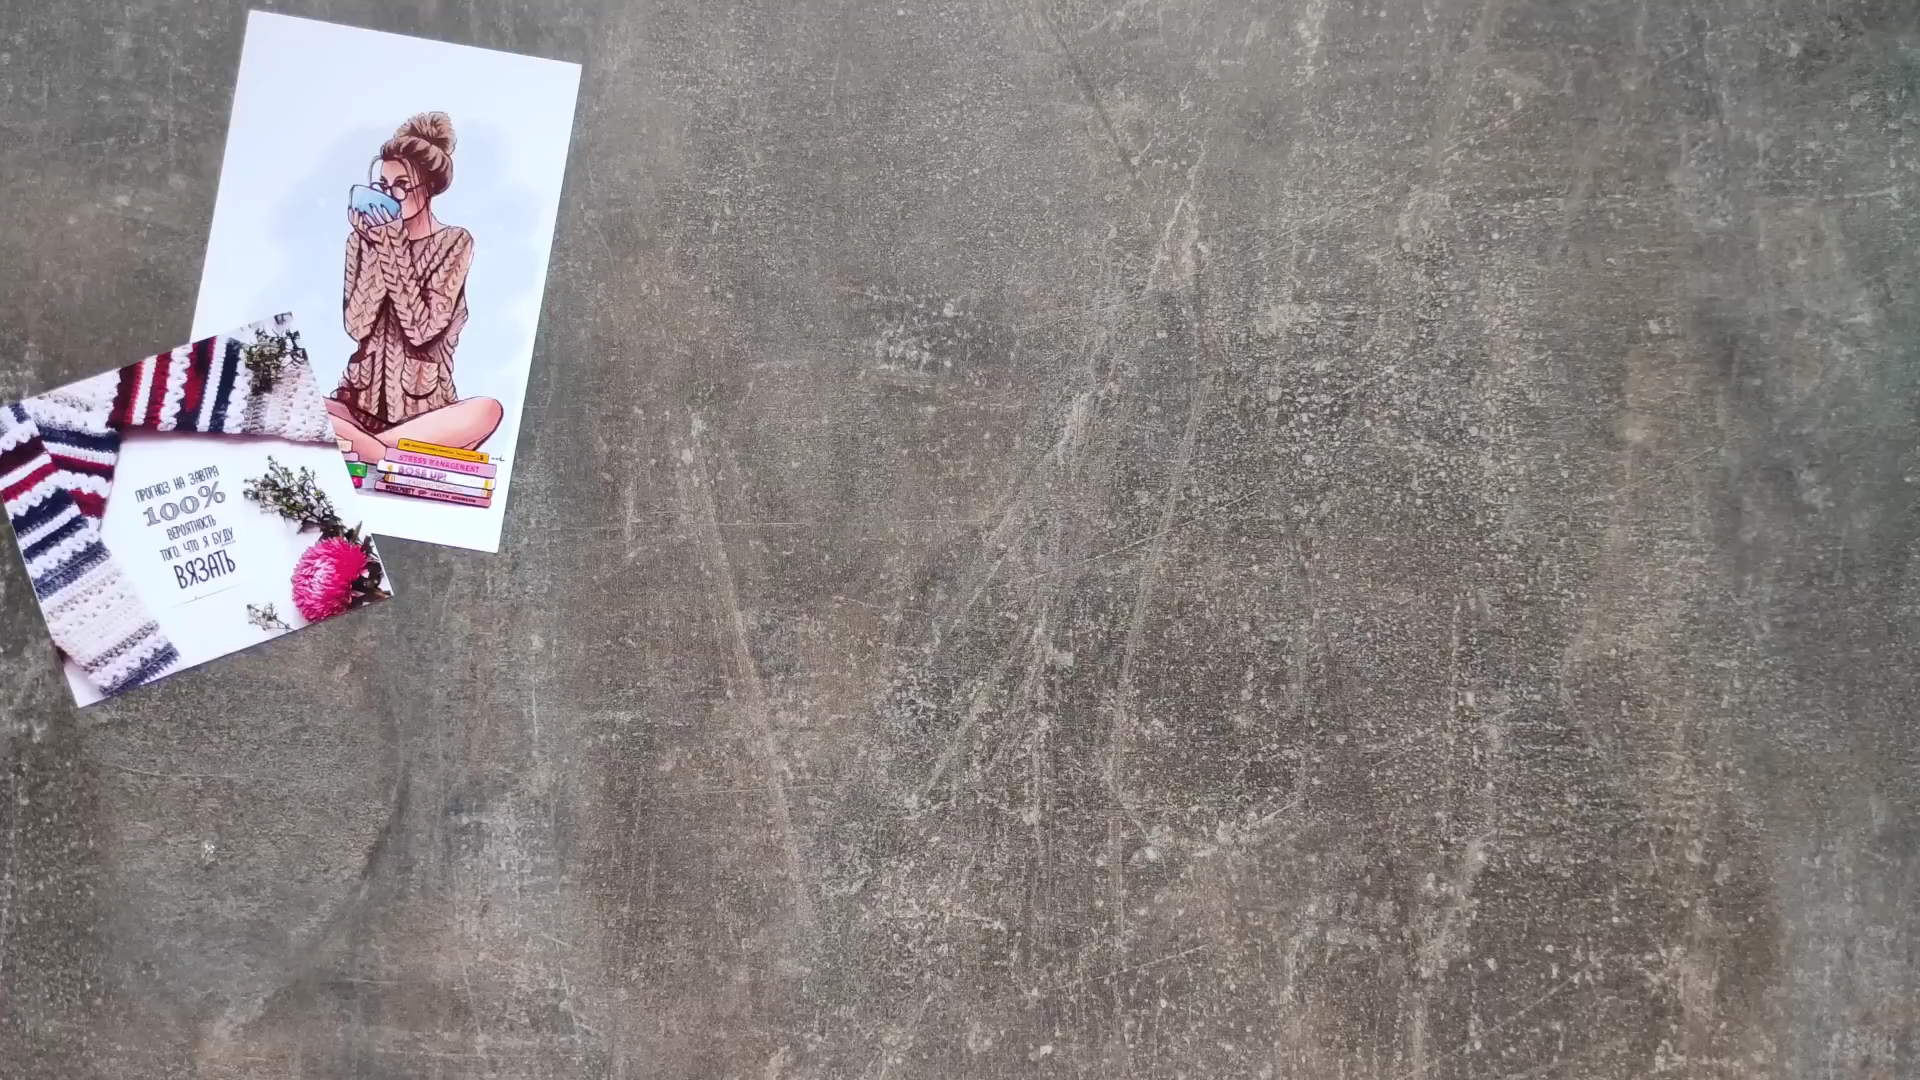 STRESS MANAGEMENT
BOSS UP!
ПРОГНОЗ НА ЗАВТРА
100%
ВЕРОЯТНОСТЬ
ТОГО, ЧТО Я БУДУ
ВЯЗАТЬ